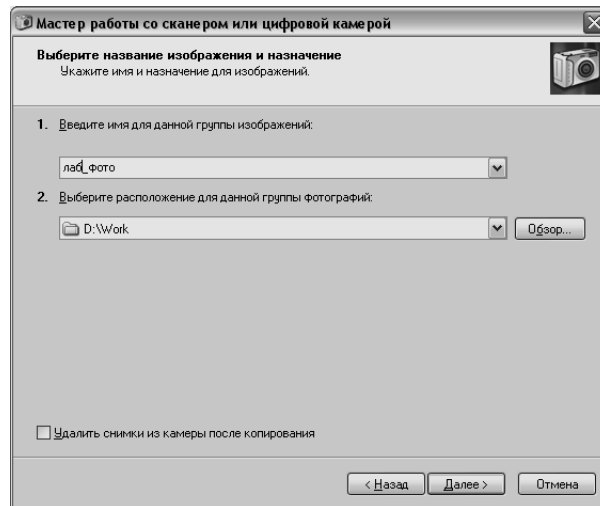 Мастер работы со сканером или цифровой камерой
Выберите название изображения и назначение
Укажите имя и назначение для изображений.
1. Введите имя для данной группы изображений:
лаб_фото
2. Выберите расположение для данной группы фотографий:
D:\Work
Обзор...
Удалить снимки из камеры после копирования
< Назад Далее > Отмена